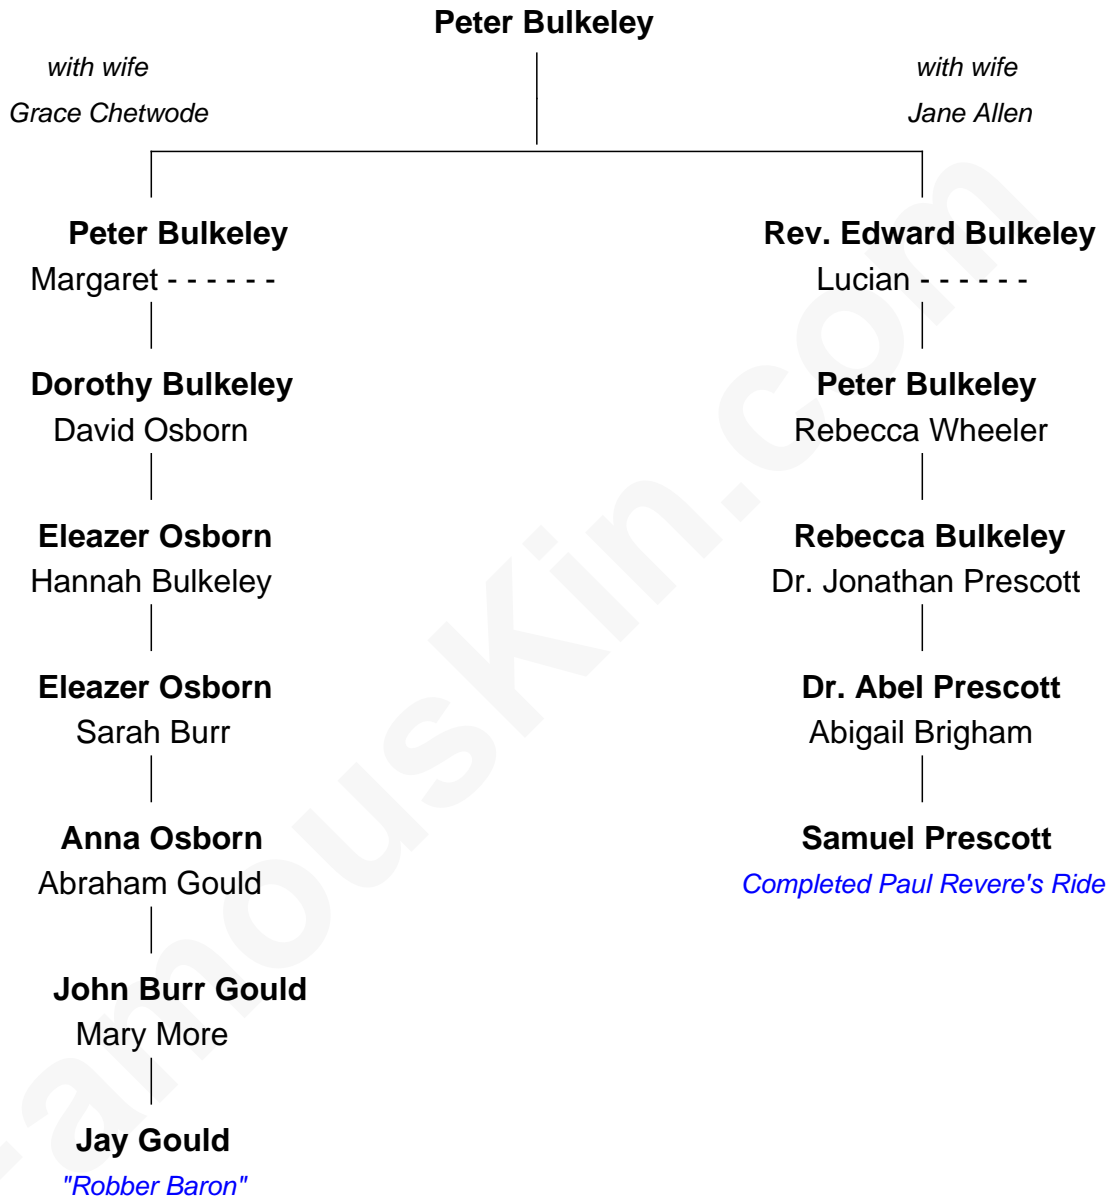 Peter Bulkeley
with wife
Grace Chetwode
with wife
Jane Allen
Peter Bulkeley
Margaret - - - - - -
Rev. Edward Bulkeley
Lucian - - - - - -
Dorothy Bulkeley
David Osborn
Peter Bulkeley
Rebecca Wheeler
Eleazer Osborn
Hannah Bulkeley
Rebecca Bulkeley
Dr. Jonathan Prescott
Eleazer Osborn
Sarah Burr
Dr. Abel Prescott
Abigail Brigham
Anna Osborn
Abraham Gould
Samuel Prescott
Completed Paul Revere's Ride
John Burr Gould
Mary More
Jay Gould
"Robber Baron"
FamousKin.com